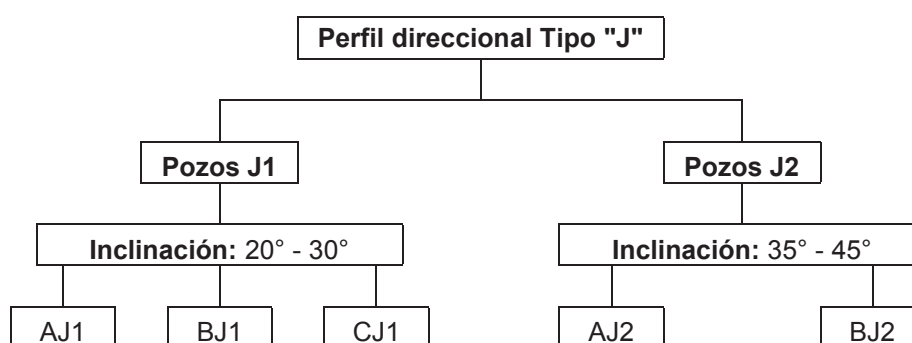 Perfil direccional Tipo "J"
Pozos J1
Pozos J2
Inclinación: 20° - 30°
Inclinación: 35° - 45°
AJ1
BJ1
CJ1
AJ2
BJ2